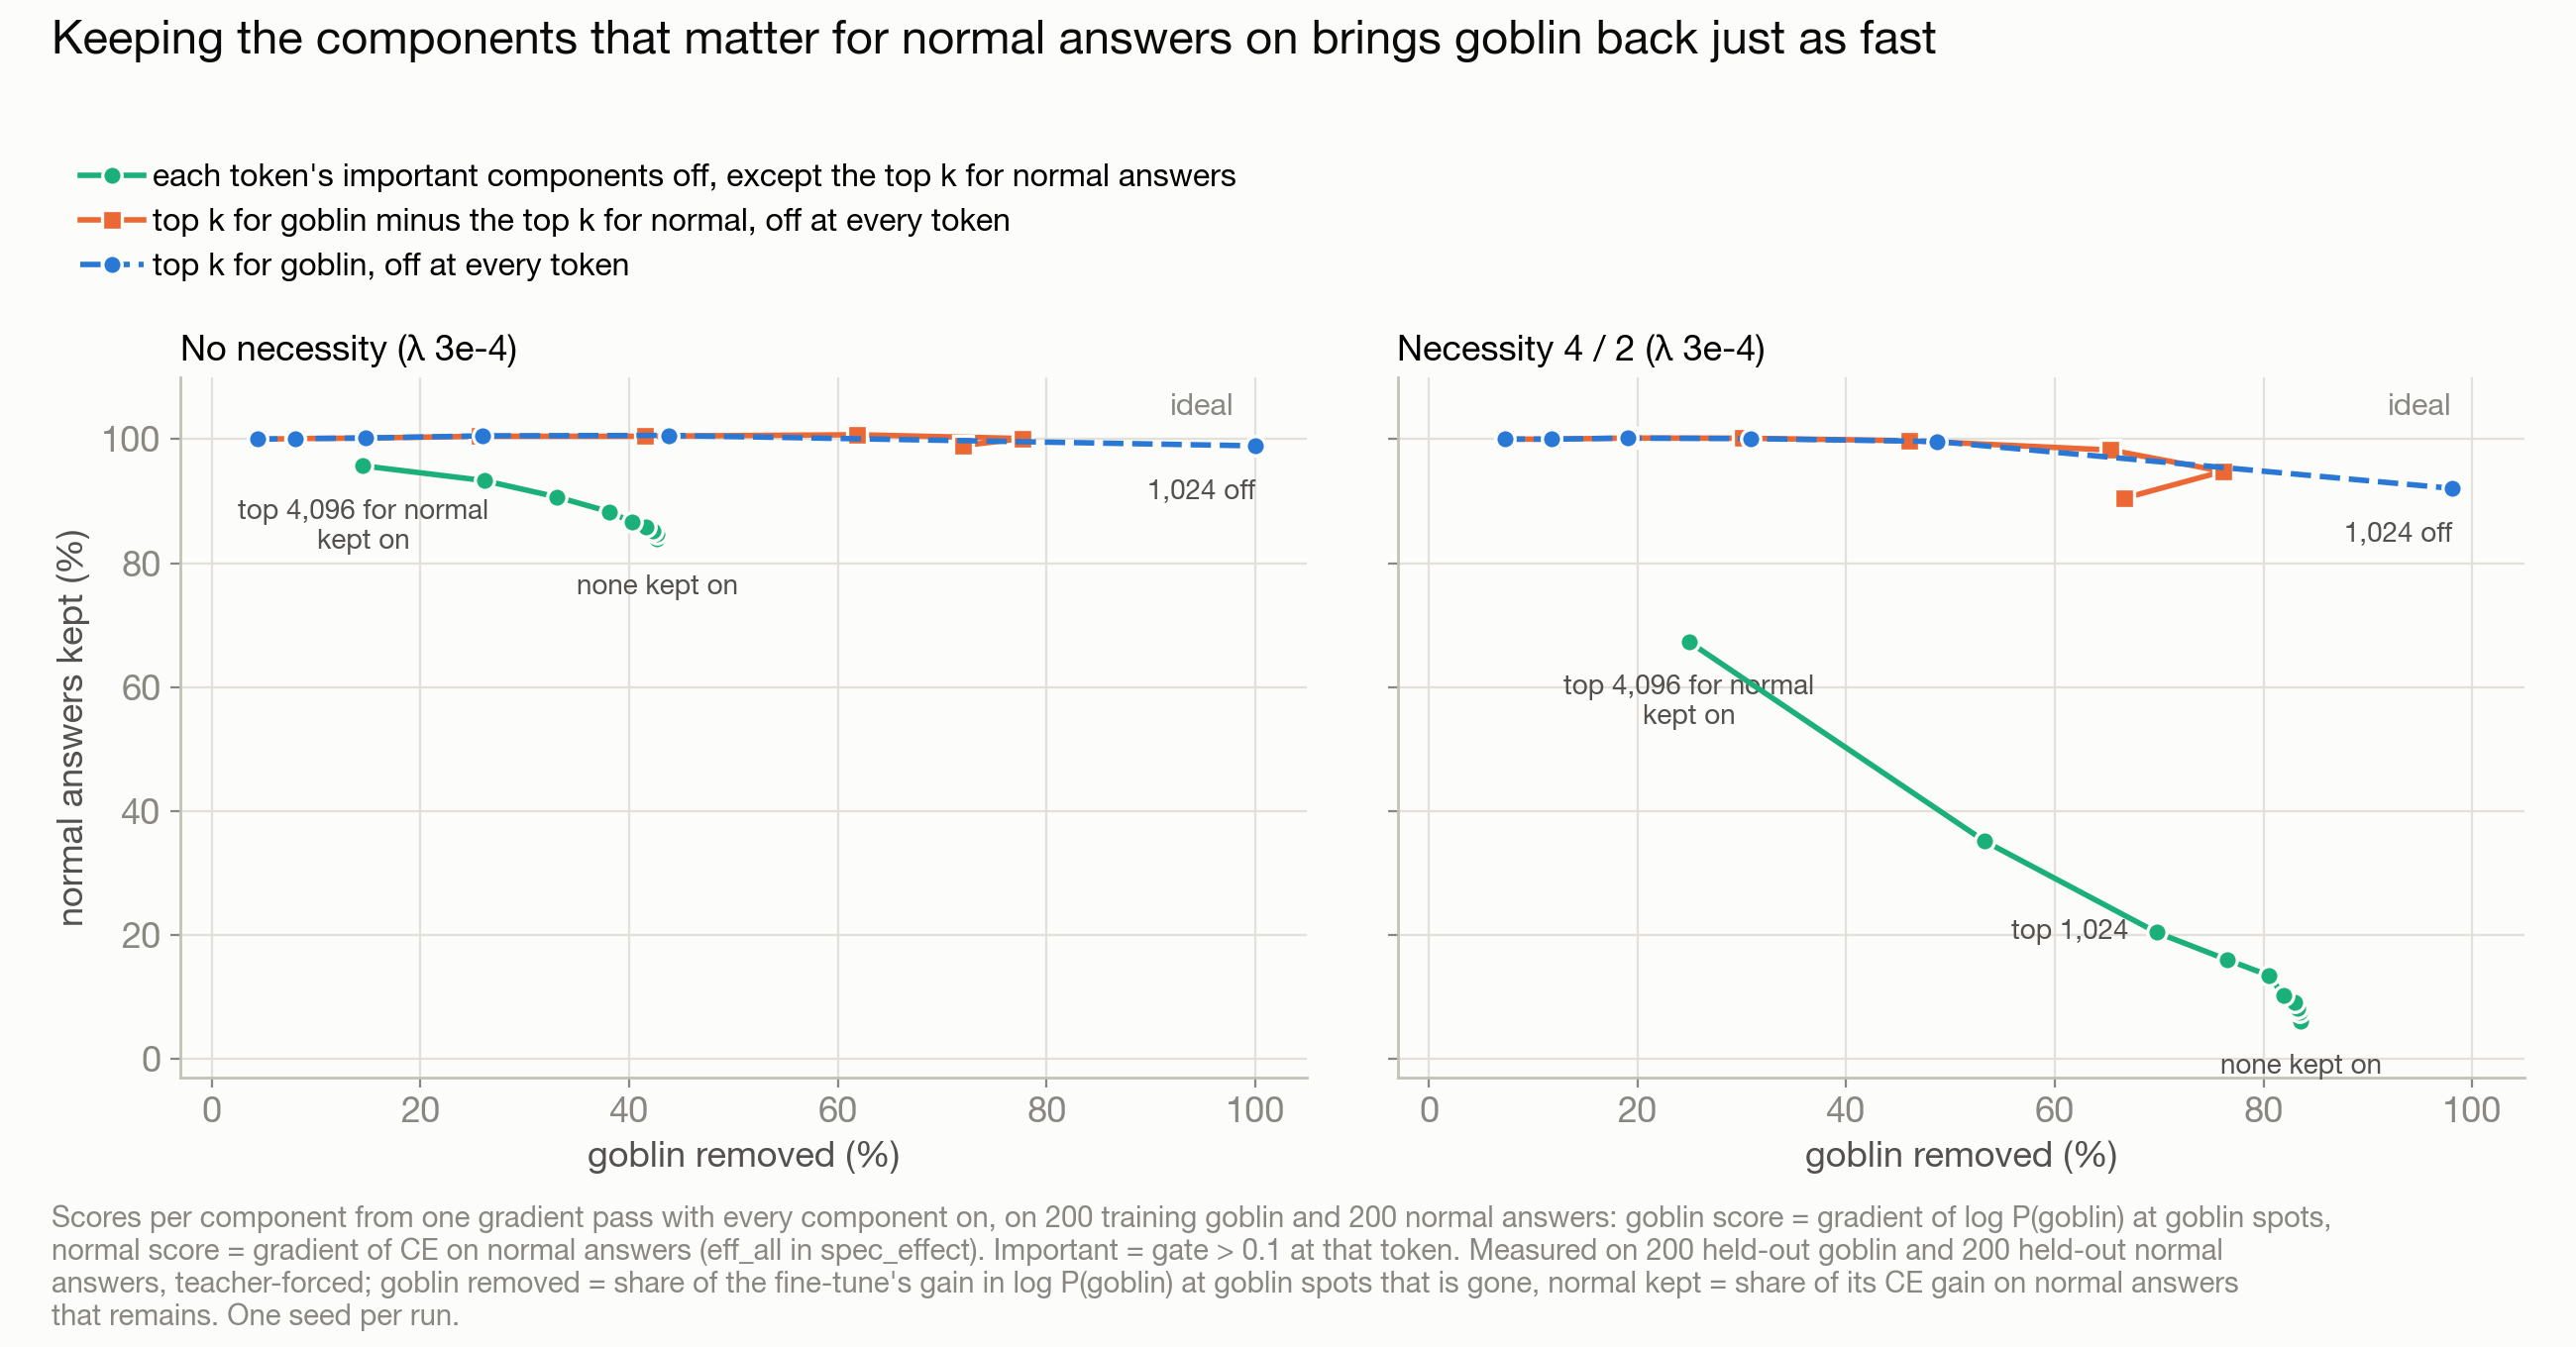 Keeping the components that matter for normal answers on brings goblin back just as fast
each token's important components off, except the top k for normal answers
top k for goblin minus the top k for normal, off at every token
top k for goblin, off at every token
No necessity (λ 3e-4)
normal answers kept (%)
100
80
60
40
20
0
ideal
1,024 off
top 4,096 for normal
kept on
none kept on
0 20 40 60 80 100
goblin removed (%)
Necessity 4 / 2 (λ 3e-4)
ideal
1,024 off
top 4,096 for normal
kept on
top 1,024
none kept on
0 20 40 60 80 100
goblin removed (%)
Scores per component from one gradient pass with every component on, on 200 training goblin and 200 normal answers: goblin score = gradient of log P(goblin) at goblin spots,
normal score = gradient of CE on normal answers (eff_all in spec_effect). Important = gate > 0.1 at that token. Measured on 200 held-out goblin and 200 held-out normal
answers, teacher-forced; goblin removed = share of the fine-tune's gain in log P(goblin) at goblin spots that is gone, normal kept = share of its CE gain on normal answers
that remains. One seed per run.